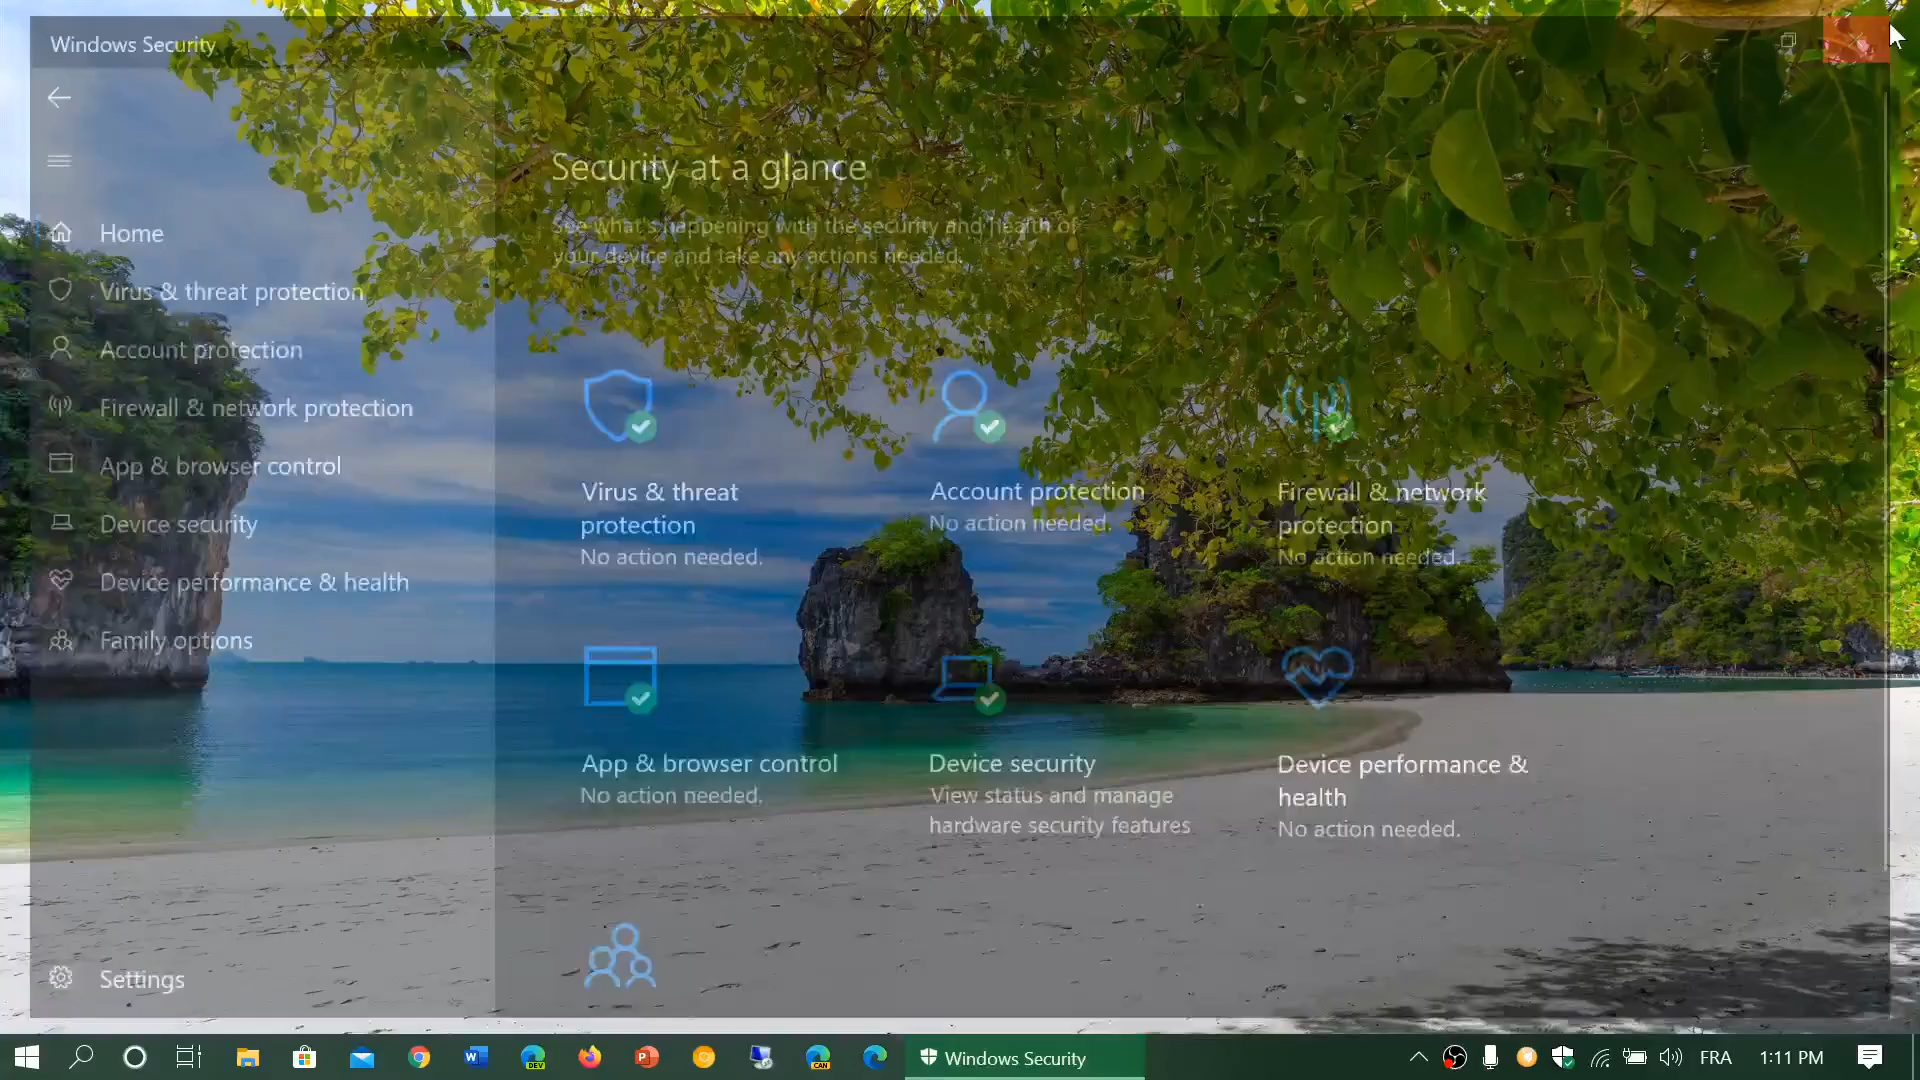 Windows Security
Home
Virus & threat protection
Account protection
Firewall & network protection
App & browser control
Device security
Device performance & health
Family options
Settings
Security at a glance
See what's happening with the security and health of
your device and take any actions needed.
Virus & threat
protection
No action needed.
Account protection
No action needed.
Firewall & network
protection
No action needed.
App & browser control
No action needed.
Device security
View status and manage
hardware security features
Device performance &
health
No action needed.
DEV
CAN
Windows Security
FRA
1:11 PM